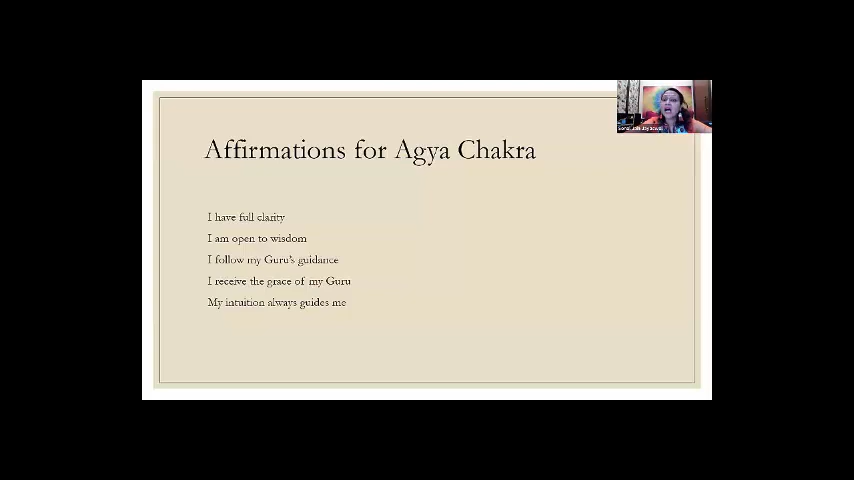 Affirmations for Agya Chakra
I have full clarity
I am open to wisdom
I follow my Guru's guidance
I receive the grace of my Guru
My intuition always guides me